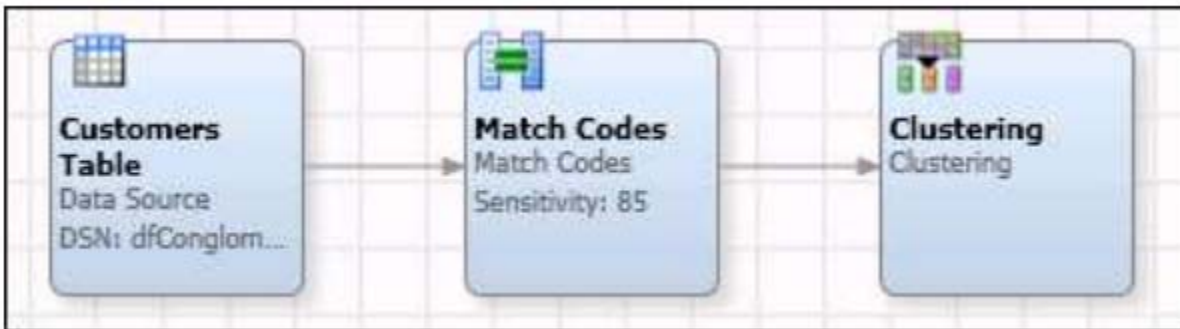 Customers
Table
Data Source
DSN: dfConglom...
Match Codes
Match Codes
Sensitivity: 85
Clustering
Clustering